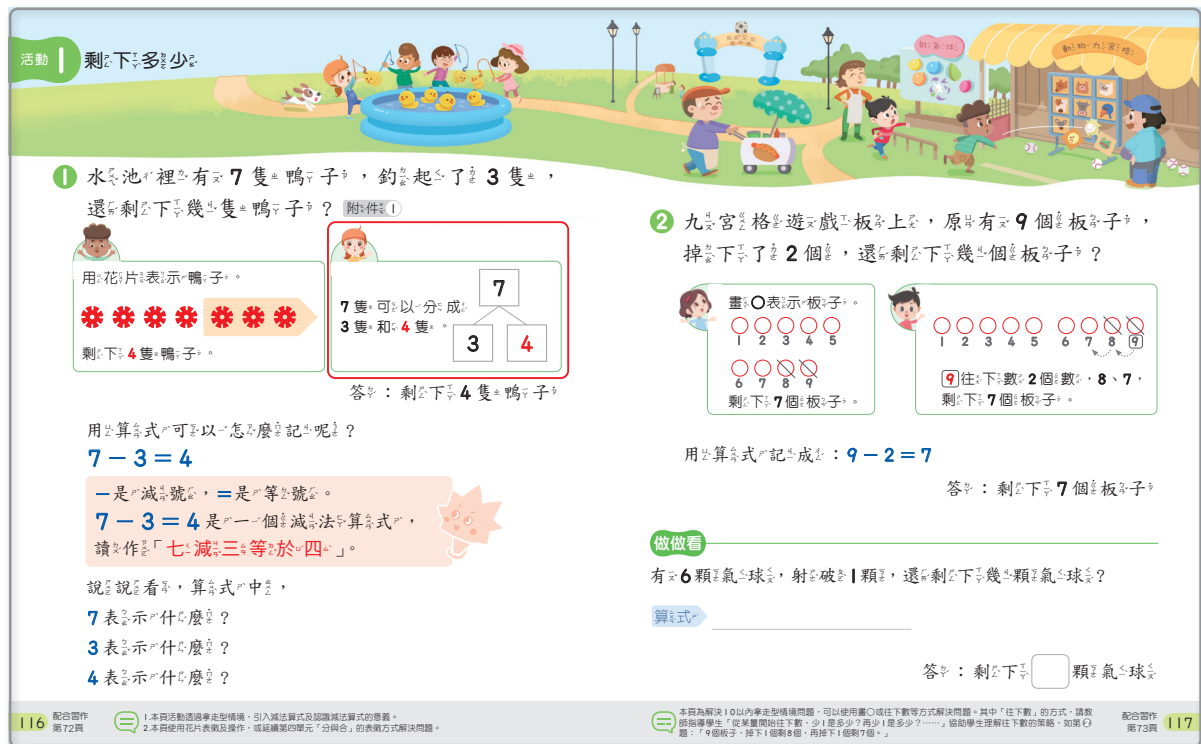 活動 1 剩下多少
射氣球
動物九宮格
1 水池裡有 7 隻鴨子，釣起了 3 隻，
還剩下幾隻鴨子？ 附件 1
用花片表示鴨子。
剩下 4 隻鴨子。
7 隻可以分成
3 隻和 4 隻。
7
3 4
答：剩下 4 隻鴨子
用算式可以怎麼記呢？
7 － 3 ＝ 4
－是減號，＝是等號。
7 － 3 ＝ 4 是一個減法算式，
讀作「七減三等於四」。
說說看，算式中，
7 表示什麼？
3 表示什麼？
4 表示什麼？
116 配合習作
第72頁
1.本頁活動透過拿走型情境，引入減法算式及認識減法算式的意義。
2.本頁使用花片表徵及操作，或延續第四單元「分與合」的表徵方式解決問題。
2 九宮格遊戲板上，原有 9 個板子，
掉下了 2 個，還剩下幾個板子？
畫○表示板子。
1 2 3 4 5
6 7 8 9
剩下 7 個板子。
1 2 3 4 5 6 7 8 9
9 往下數 2 個數，8、7，
剩下 7 個板子。
用算式記成：9 － 2 ＝ 7
答：剩下 7 個板子
做做看
有 6 顆氣球，射破 1 顆，還剩下幾顆氣球？
算式
答：剩下 顆氣球
本頁為解決10以內拿走型情境問題，可以使用畫○或往下數等方式解決問題。其中「往下數」的方式，請教
師指導學生「從某量開始往下數，少1是多少？再少1是多少？……」協助學生理解往下數的策略，如第2
題：「9個板子，掉下1個剩8個，再掉下1個剩7個。」
配合習作
第73頁 117